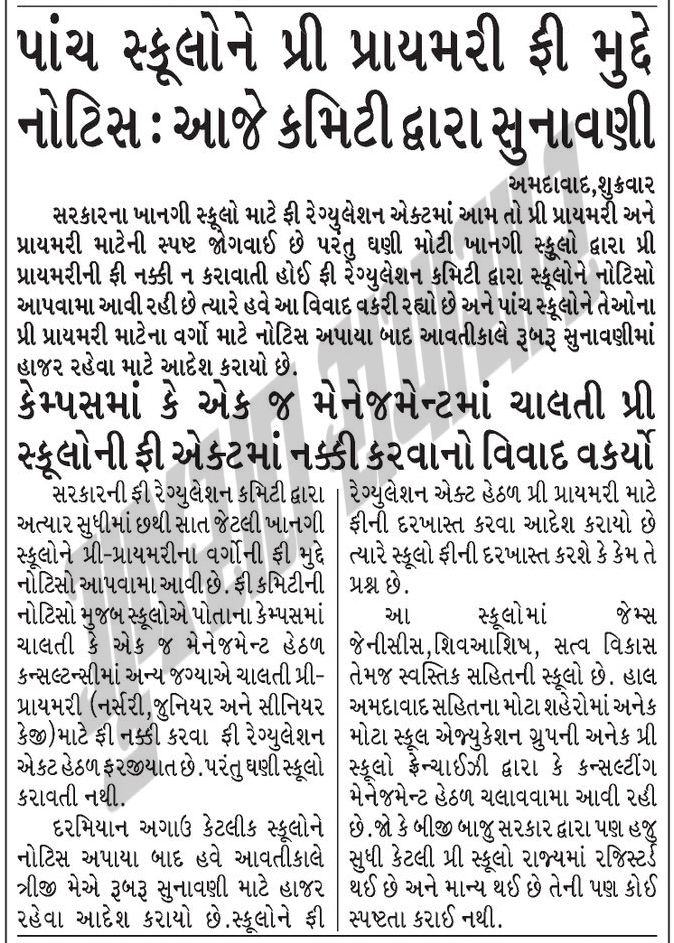 પાંચ સ્કૂલોને પ્રી પ્રાયમરી ફી મુદ્દે
નોટિસ : આજે કમિટી દ્વારા સુનાવણી
અમદાવાદ,શુક્રવાર
સરકારના ખાનગી સ્કૂલો માટે ફી રેગ્યુલેશન એક્ટમાં આમ તો પ્રી પ્રાયમરી અને
પ્રાયમરી માટેની સ્પષ્ટ જોગવાઈ છે પરંતુ ઘણી મોટી ખાનગી સ્કૂલો દ્વારા પ્રી
પ્રાયમરીની ફી નક્કી ન કરાવાતી હોઈ ફી રેગ્યુલેશન કમિટી દ્વારા સ્કૂલોને નોટિસો
આપવામા આવી રહી છે ત્યારે હવે આ વિવાદ વકરી રહ્યો છે અને પાંચ સ્કૂલોને તેઓના
પ્રી પ્રાયમરી માટેના વર્ગો માટે નોટિસ અપાયા બાદ આવતીકાલે રૂબરૂ સુનાવણીમાં
હાજર રહેવા માટે આદેશ કરાયો છે.
કેમ્પસમાં કે એક જ મેનેજમેન્ટમાં ચાલતી પ્રી
સ્કૂલોની ફી એક્ટમાં નક્કી કરવાનો વિવાદ વકર્યો
સરકારની ફી રેગ્યુલેશન કમિટી દ્વારા
અત્યાર સુધીમાં છથી સાત જેટલી ખાનગી
સ્કૂલોને પ્રી-પ્રાયમરીના વર્ગોની ફી મુદ્દે
નોટિસો આપવામા આવી છે. ફી કમિટીની
નોટિસો મુજબ સ્કૂલોએ પોતાના કેમ્પસમાં
ચાલતી કે એક જ મેનેજમેન્ટ હેઠળ
કન્સલ્ટન્સીમાં અન્ય જગ્યાએ ચાલતી પ્રી-
પ્રાયમરી (નર્સરી,જુનિયર અને સીનિયર
કેજી)માટે ફી નક્કી કરવા ફી રેગ્યુલેશન
એક્ટ હેઠળ ફરજીયાત છે.પરંતુ ઘણી સ્કૂલો
કરાવતી નથી.
દરમિયાન અગાઉ કેટલીક સ્કૂલોને
નોટિસ અપાયા બાદ હવે આવતીકાલે
ત્રીજી મેએ રૂબરૂ સુનાવણી માટે હાજર
રહેવા આદેશ કરાયો છે.સ્કૂલોને ફી
રેગ્યુલેશન એક્ટ હેઠળ પ્રી પ્રાયમરી માટે
ફીની દરખાસ્ત કરવા આદેશ કરાયો છે
ત્યારે સ્કૂલો ફીની દરખાસ્ત કરશે કે કેમ તે
પ્રશ્ન છે.
આ સ્કૂલોમાં જેમ્સ
જેનીસીસ,શિવઆશિષ, સત્વ વિકાસ
તેમજ સ્વસ્તિક સહિતની સ્કૂલો છે. હાલ
અમદાવાદ સહિતના મોટા શહેરોમાં અનેક
મોટા સ્કૂલ એજ્યુકેશન ગ્રુપની અનેક પ્રી
સ્કૂલો ફ્રેન્ચાઈઝી દ્વારા કે કન્સલ્ટીંગ
મેનેજમેન્ટ હેઠળ ચલાવવામા આવી રહી
છે.જો કે બીજી બાજુ સરકાર દ્વારા પણ હજુ
સુધી કેટલી પ્રી સ્કૂલો રાજ્યમાં રજિસ્ટર્ડ
થઈ છે અને માન્ય થઈ છે તેની પણ કોઈ
સ્પષ્ટતા કરાઈ નથી.